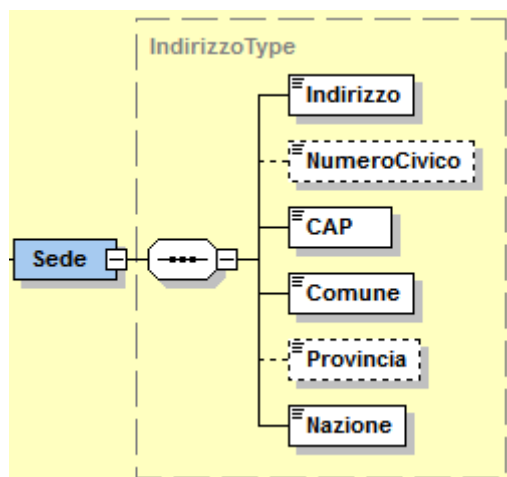 IndirizzoType
Indirizzo
NumeroCivico
CAP
Sede
Comune
Provincia
Nazione